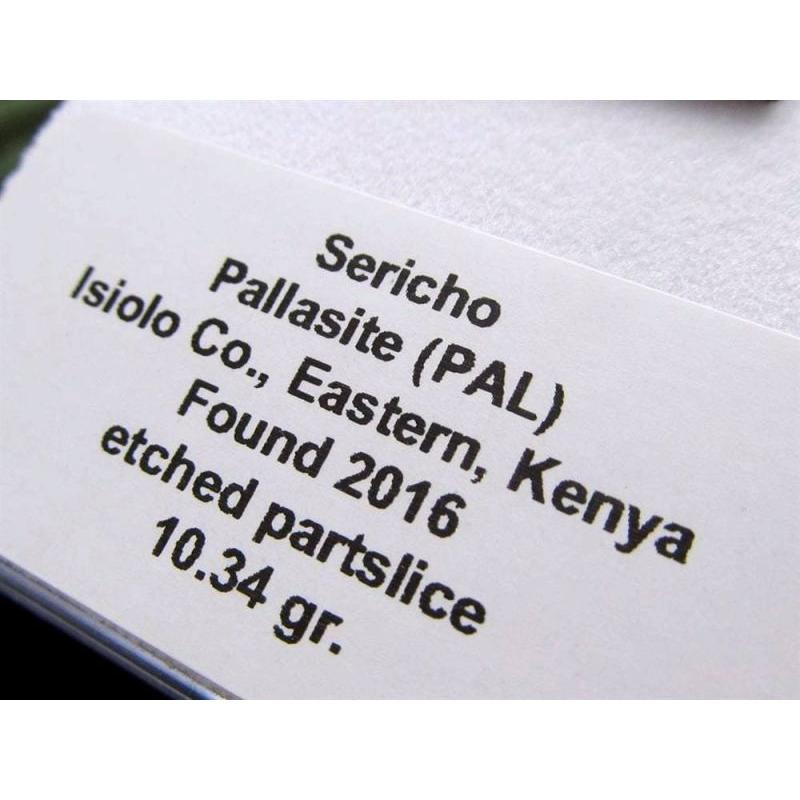 Sericho
Pallasite (PAL)
Isiolo Co., Eastern, Kenya
Found 2016
etched partslice
10.34 gr.